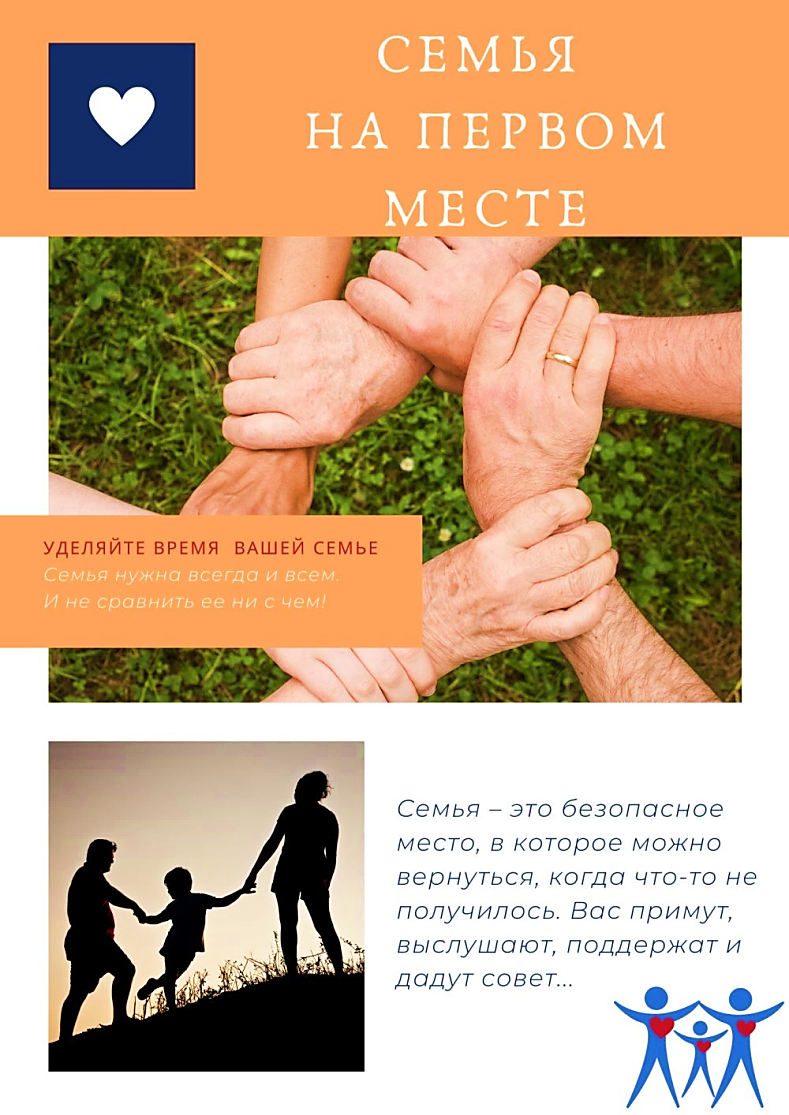 СЕМЬЯ
НА ПЕРВОМ
МЕСТЕ
УДЕЛЯЙТЕ ВРЕМЯ ВАШЕЙ СЕМЬЕ
Семья нужна всегда и всем.
И не сравнить ее ни с чем!
Семья – это безопасное
место, в которое можно
вернуться, когда что-то не
получилось. Вас примут,
выслушают, поддержат и
дадут совет...